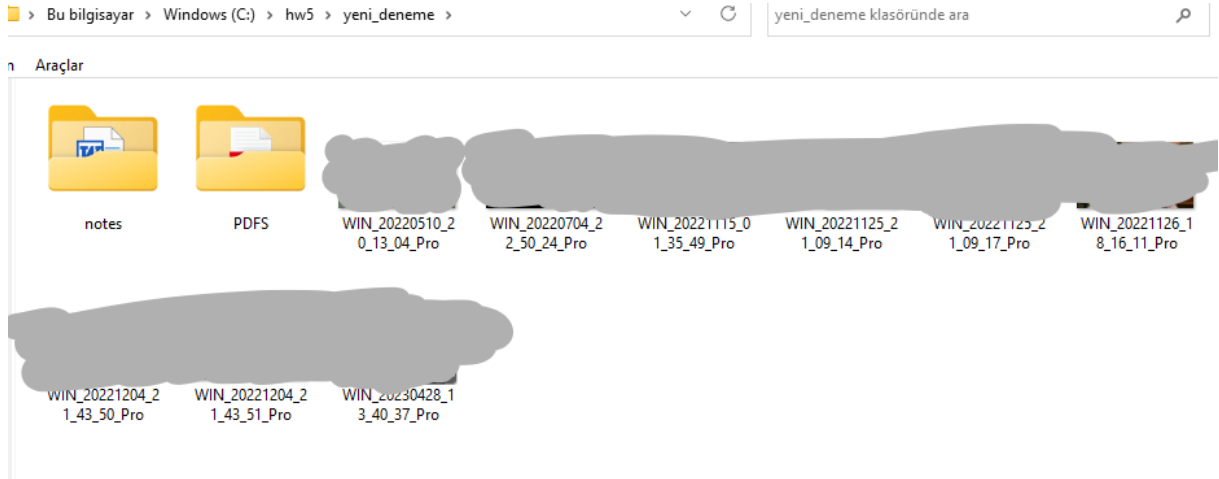 Bu bilgisayar > Windows (C:) > hw5 > yeni_deneme >
yeni_deneme klasöründe ara
Araçlar
notes
PDFS
WIN_20220510_2
0_13_04_Pro
WIN_20220704_2
2_50_24_Pro
WIN_20221115_0
1_35_49_Pro
WIN_20221125_2
1_09_14_Pro
WIN_20221125_2
1_09_17_Pro
WIN_20221126_1
8_16_11_Pro
WIN_20221204_2
1_43_50_Pro
WIN_20221204_2
1_43_51_Pro
WIN_20230428_1
3_40_37_Pro